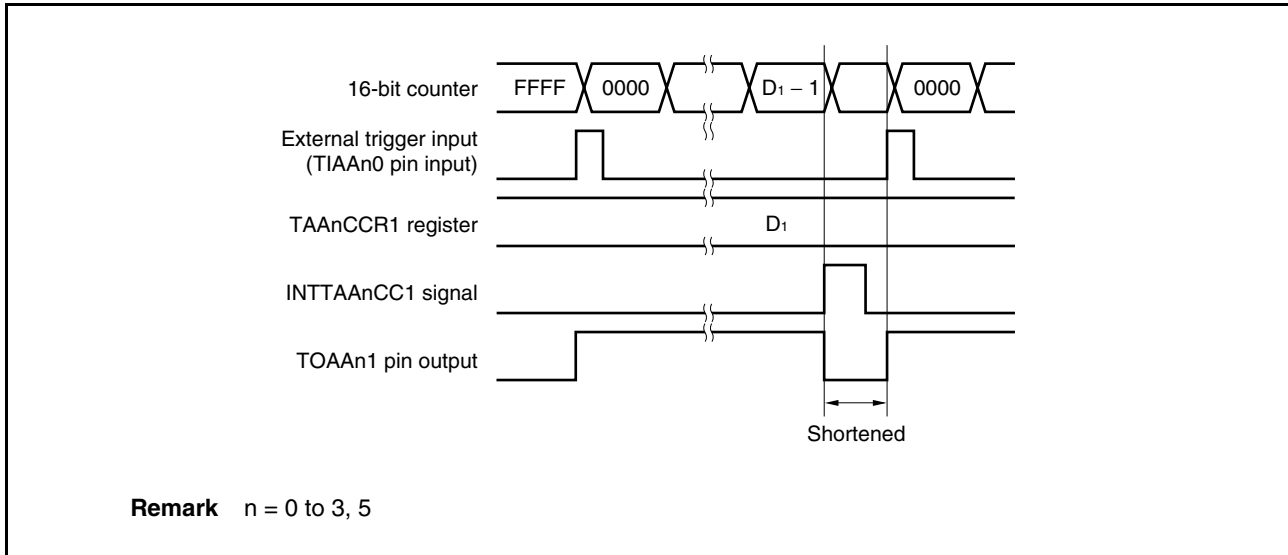 16-bit counter FFFF 0000 D1 – 1 0000
External trigger input
(TIAAn0 pin input)
TAAnCCR1 register D1
INTTAAnCC1 signal
TOAAn1 pin output
Shortened
Remark n = 0 to 3, 5